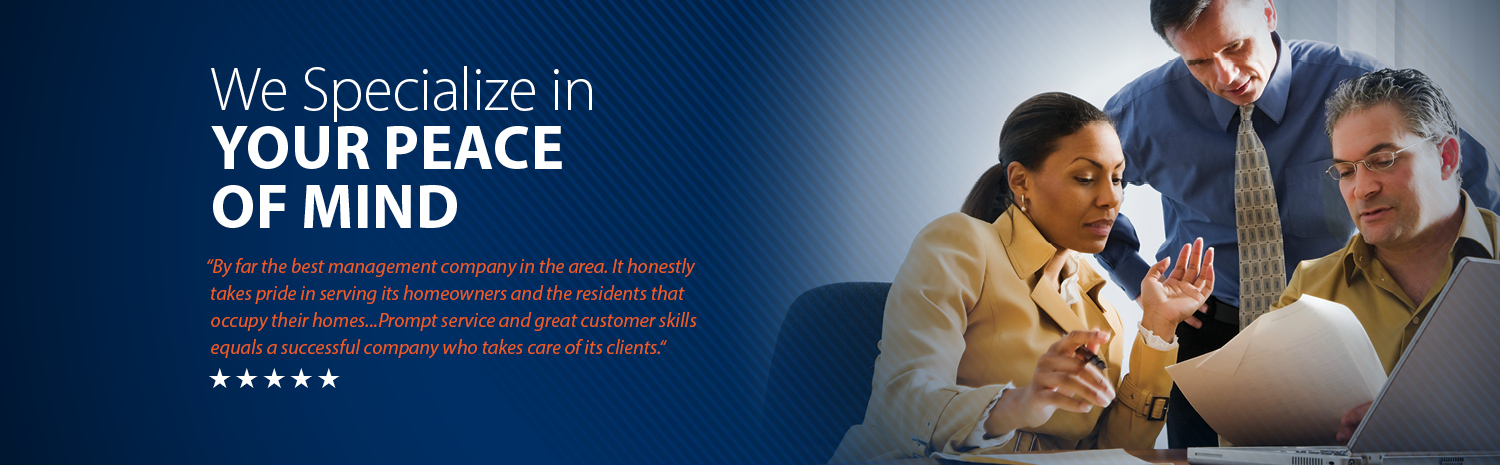 We Specialize in
YOUR PEACE
OF MIND
“By far the best management company in the area. It honestly
takes pride in serving its homeowners and the residents that
occupy their homes...Prompt service and great customer skills
equals a successful company who takes care of its clients.“
★★★★★